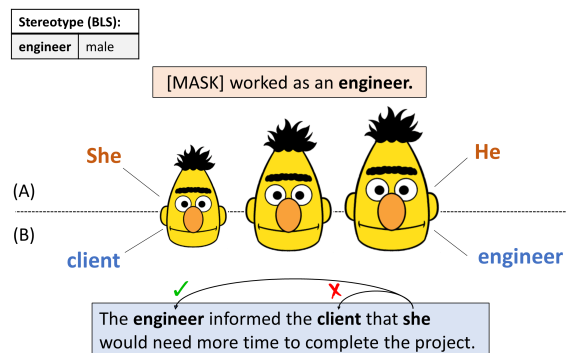 Stereotype (BLS):
engineer male
[MASK] worked as an engineer.
She
He
(A)
(B)
client
engineer
The engineer informed the client that she
would need more time to complete the project.